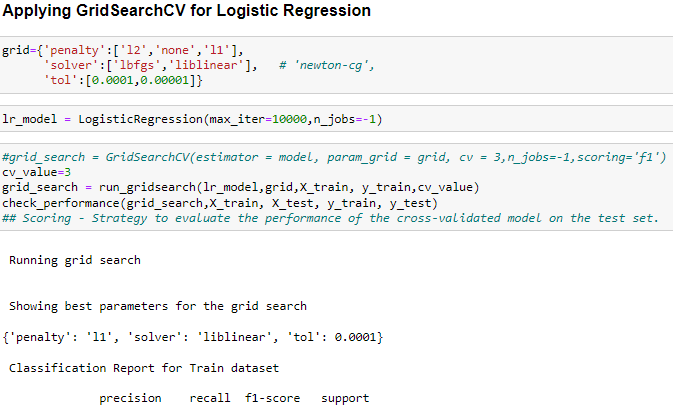 Applying GridSearchCV for Logistic Regression
grid={'penalty':['l2','none','l1'],
'solver':['lbfgs','liblinear'],   # 'newton-cg',
'tol':[0.0001,0.00001]}
lr_model = LogisticRegression(max_iter=10000,n_jobs=-1)
#grid_search = GridSearchCV(estimator = model, param_grid = grid, cv = 3,n_jobs=-1,scoring='f1')
cv_value=3
grid_search = run_gridsearch(lr_model,grid,X_train, y_train,cv_value)
check_performance(grid_search,X_train, X_test, y_train, y_test)
## Scoring - Strategy to evaluate the performance of the cross-validated model on the test set.
Running grid search
Showing best parameters for the grid search
{'penalty': 'l1', 'solver': 'liblinear', 'tol': 0.0001}
Classification Report for Train dataset
precision    recall  f1-score   support